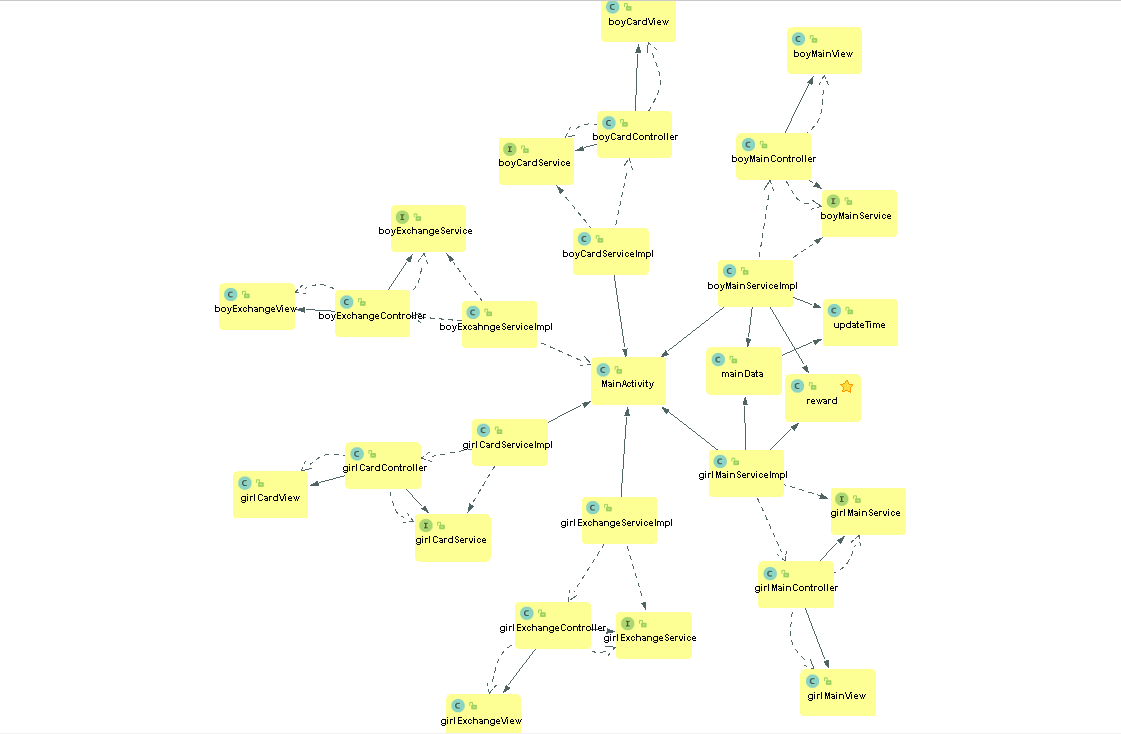 C
boyCardView
C
boyMainView
C
boyCardController
I
boyCardService
C
boyMainController
I
boyMainService
I
boyExchangeService
C
boyCardServiceImpl
C
boyMainServiceImpl
C
boyExchangeView
C
boyExchangeController
C
boyExcahngeServiceImpl
C
updateTime
C
MainActivity
C
mainData
C
reward
C
girlCardServiceImpl
C
girlCardController
C
girlMainServiceImpl
C
girlCardView
I
girlCardService
C
girlExchangeServiceImpl
I
girlMainService
C
girlMainController
C
girlExchangeController
I
girlExchangeService
C
girlMainView
C
girlExchangeView